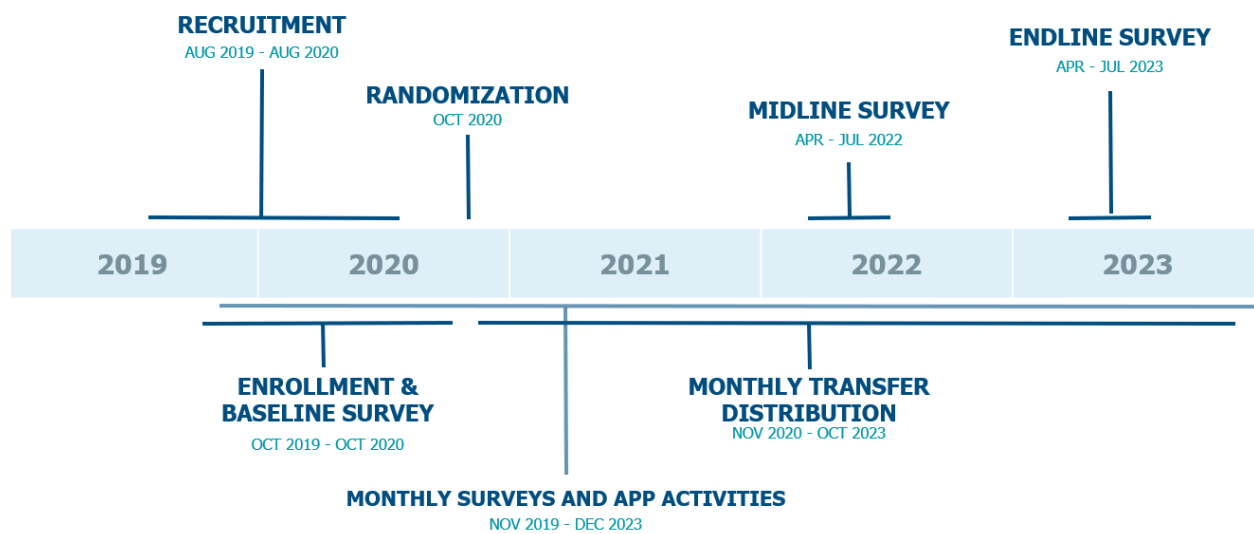 RECRUITMENT
AUG 2019 - AUG 2020
RANDOMIZATION
OCT 2020
MIDLINE SURVEY
APR - JUL 2022
ENDLINE SURVEY
APR - JUL 2023
2019
2020
2021
2022
2023
ENROLLMENT &
BASELINE SURVEY
OCT 2019 - OCT 2020
MONTHLY TRANSFER
DISTRIBUTION
NOV 2020 - OCT 2023
MONTHLY SURVEYS AND APP ACTIVITIES
NOV 2019 - DEC 2023